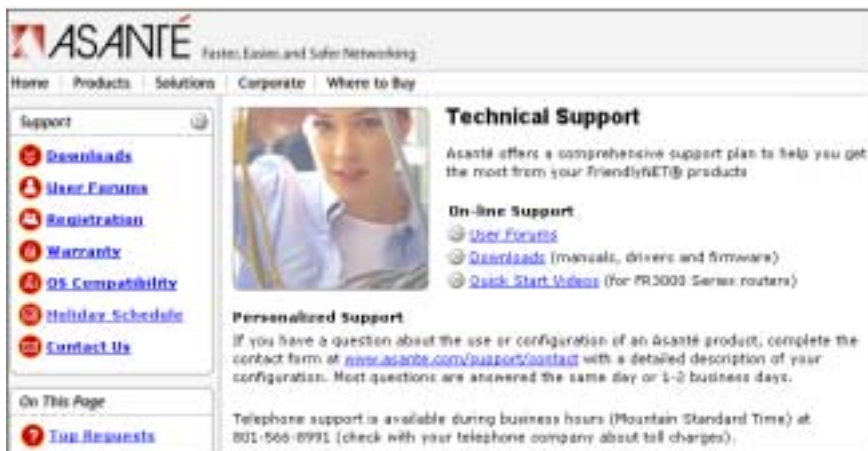 ASANTÉ Faster, Easier, and Safer Networking
Home Products Solutions Corporate Where to Buy
Support
Downloads
User Forums
Registration
Warranty
OS Compatibility
Holiday Schedule
Contact Us
On This Page
Top Requests
Technical Support
Asanté offers a comprehensive support plan to help you get
the most from your FriendlyNET® products
On-line Support
User Forums
Downloads (manuals, drivers and firmware)
Quick Start Videos (for FR3000 Series routers)
Personalized Support
If you have a question about the use or configuration of an Asanté product, complete the
contact form at www.asante.com/support/contact with a detailed description of your
configuration. Most questions are answered the same day or 1-2 business days.
Telephone support is available during business hours (Mountain Standard Time) at
801-566-8991 (check with your telephone company about toll charges).